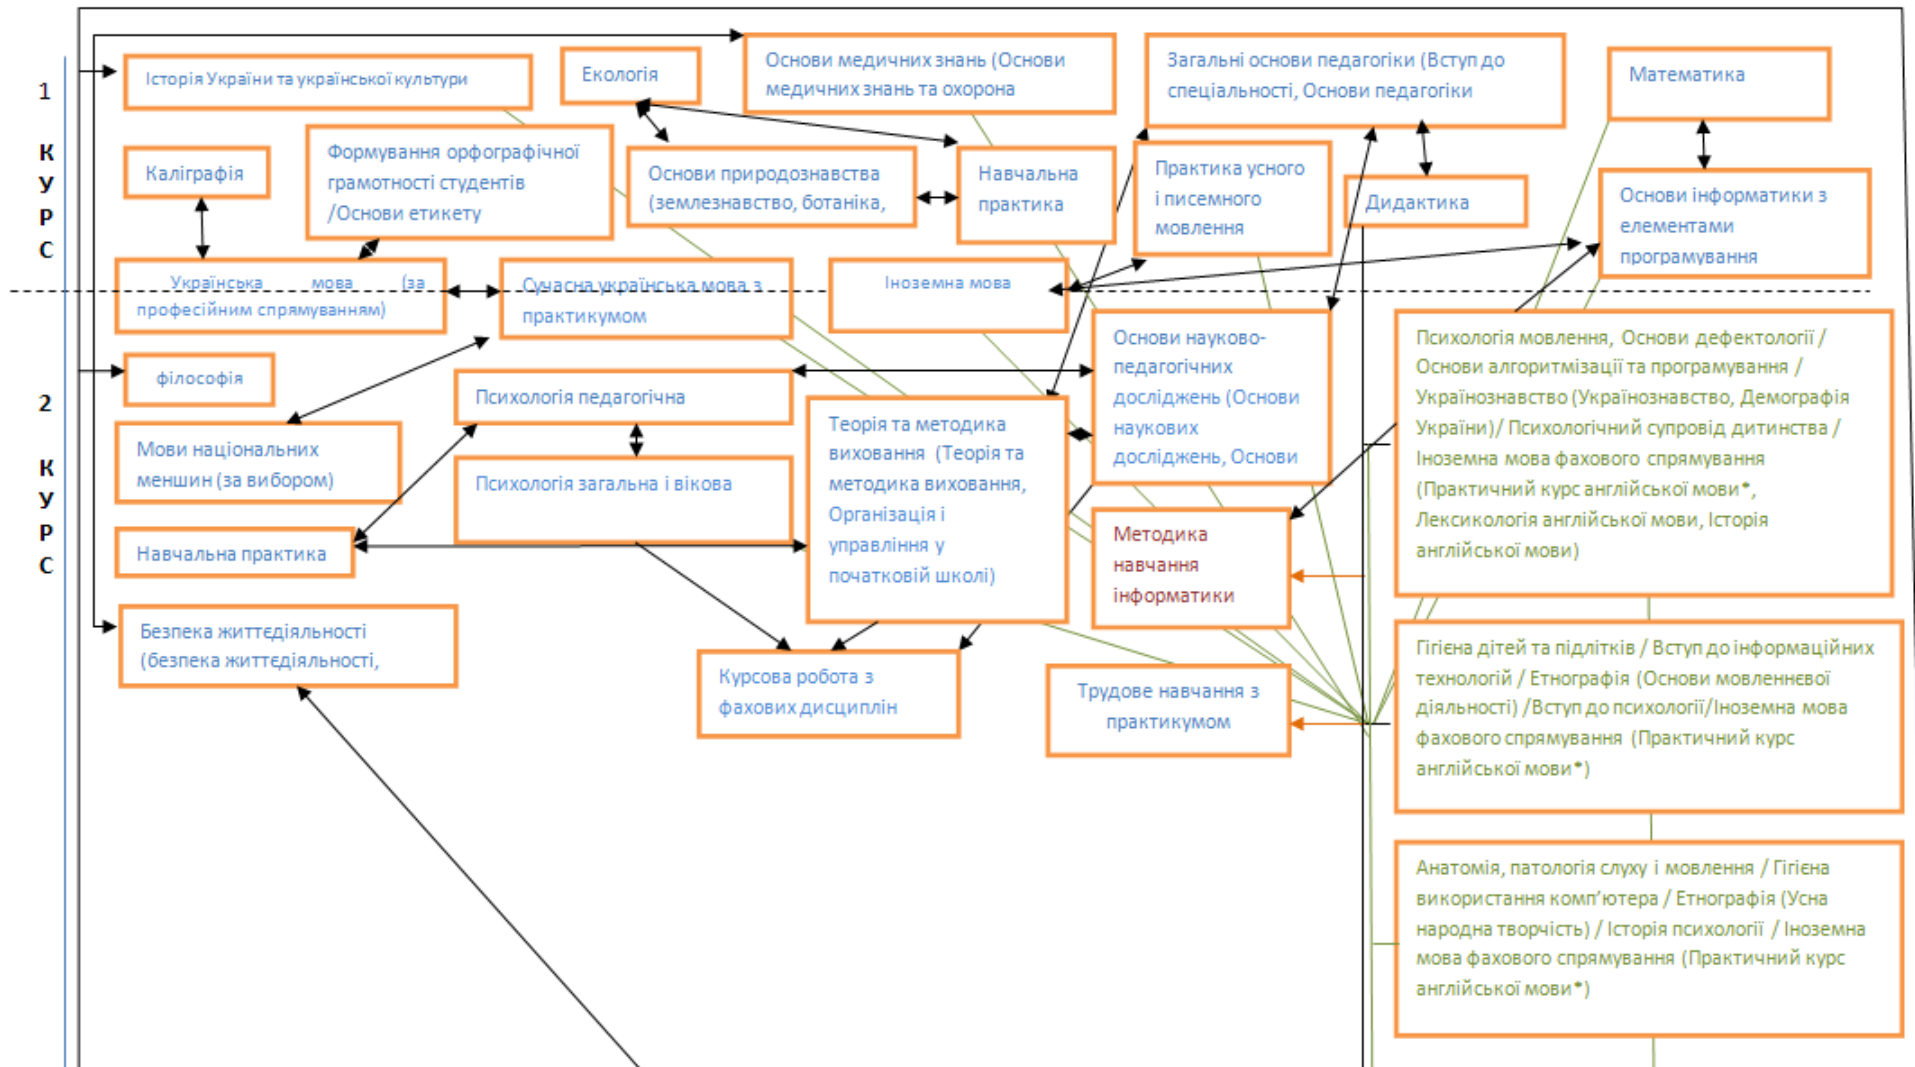 1
К
У
Р
С
Історія України та української культури
Екологія
Основи медичних знань (Основи
медичних знань та охорона
Загальні основи педагогіки (Вступ до
спеціальності, Основи педагогіки
Математика
Каліграфія
Формування орфографічної
грамотності студентів
/Основи етикету
Основи природознавства
(землезнавство, ботаніка,
Навчальна
практика
Практика усного
і писемного
мовлення
Дидактика
Основи інформатики з
елементами
програмування
Українська мова (за
професійним спрямуванням)
Сучасна українська мова з
практикумом
Іноземна мова
2
К
У
Р
С
філософія
Мови національних
меншин (за вибором)
Навчальна практика
Безпека життєдіяльності
(безпека життєдіяльності,
Психологія педагогічна
Психологія загальна і вікова
Теорія та методика
виховання (Теорія та
методика виховання,
Організація і
управління у
початковій школі)
Курсова робота з
фахових дисциплін
Основи науково-
педагогічних
досліджень (Основи
наукових
досліджень, Основи
Методика
навчання
інформатики
Трудове навчання з
практикумом
Психологія мовлення, Основи дефектології /
Основи алгоритмізації та програмування /
Українознавство (Українознавство, Демографія
України)/ Психологічний супровід дитинства /
Іноземна мова фахового спрямування
(Практичний курс англійської мови*,
Лексикологія англійської мови, Історія
англійської мови)
Гігієна дітей та підлітків / Вступ до інформаційних
технологій / Етнографія (Основи мовленнєвої
діяльності) /Вступ до психології/Іноземна мова
фахового спрямування (Практичний курс
англійської мови*)
Анатомія, патологія слуху і мовлення / Гігієна
використання комп’ютера / Етнографія (Усна
народна творчість) / Історія психології / Іноземна
мова фахового спрямування (Практичний курс
англійської мови*)